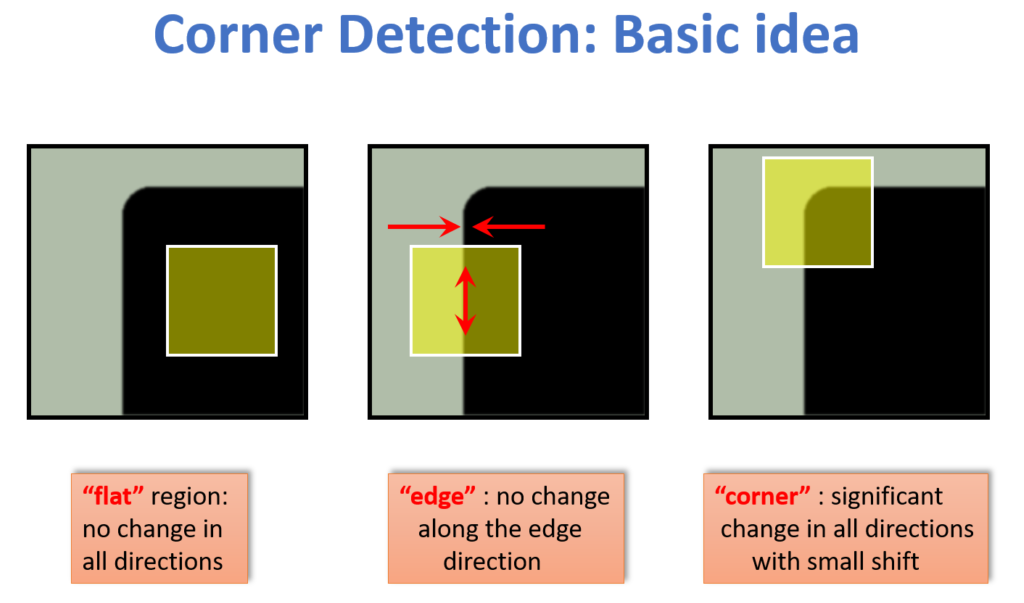 Corner Detection: Basic idea
“flat” region:
no change in
all directions
“edge” : no change
along the edge
direction
“corner” : significant
change in all directions
with small shift